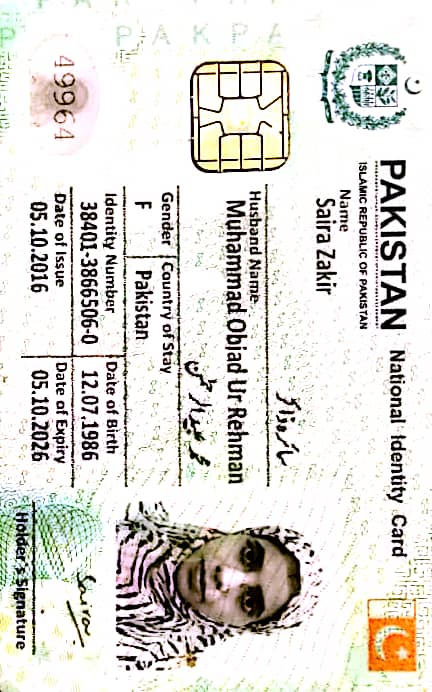 PAKISTAN National Identity Card
ISLAMIC REPUBLIC OF PAKISTAN
Name
Saira Zakir
سائرہ ذاکر
Husband Name
Muhammad Obiad Ur Rehman
محمد عبید الرحمٰن
Gender Country of Stay
F Pakistan
Identity Number Date of Birth
38401-3866506-0 12.07.1986
Date of Issue Date of Expiry
05.10.2016 05.10.2026
49964
Saira
Holder's Signature
PAKPA